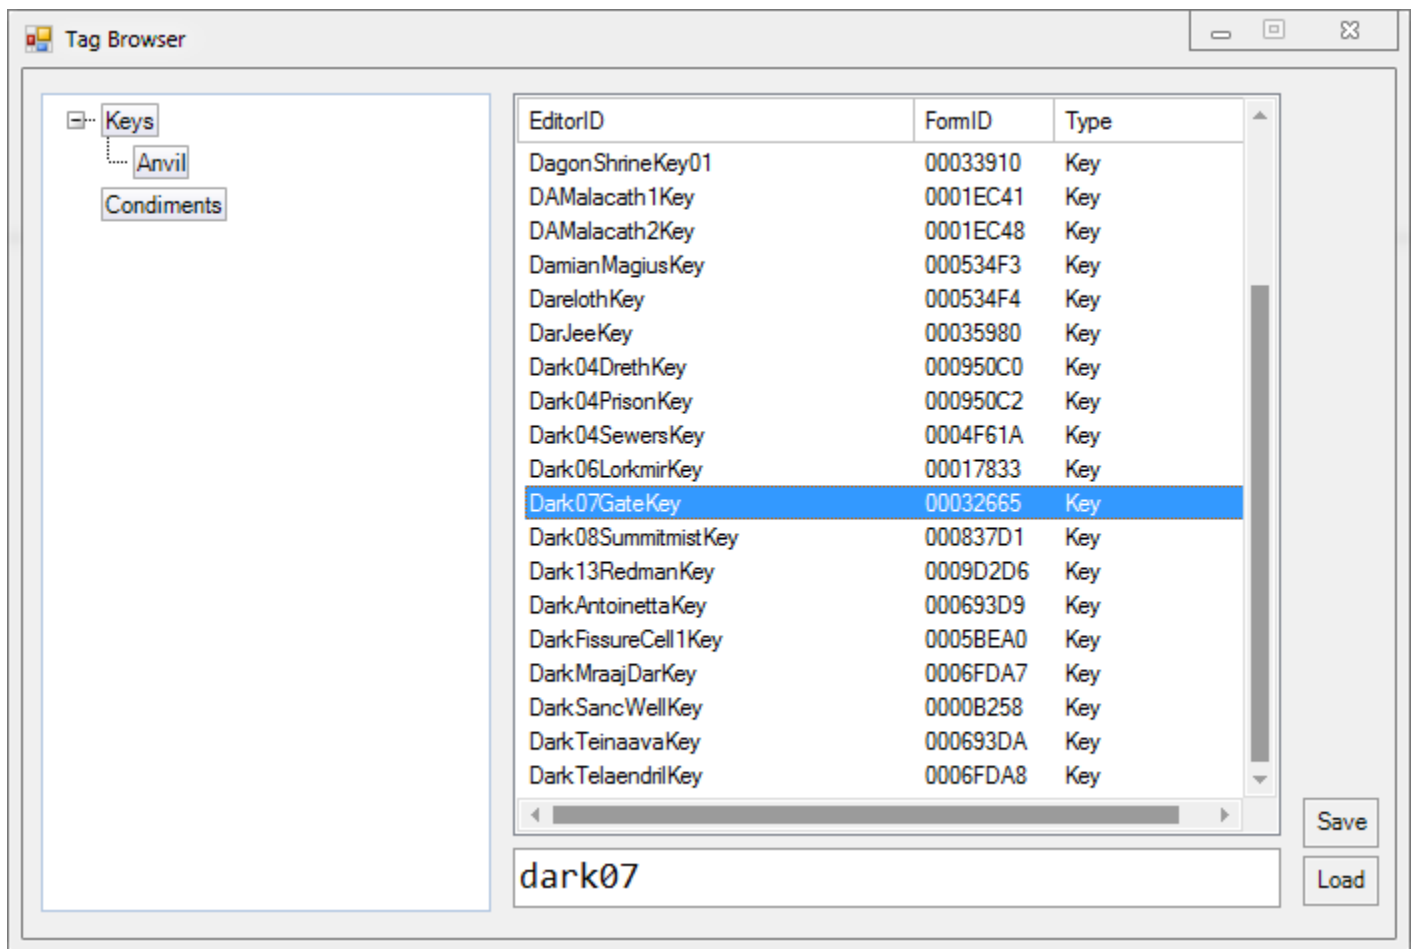 Tag Browser
Keys
Anvil
Condiments
EditorID FormID Type
DagonShrineKey01 00033910 Key
DAMalacath1Key 0001EC41 Key
DAMalacath2Key 0001EC48 Key
DamianMagiusKey 000534F3 Key
DarelothKey 000534F4 Key
DarJeeKey 00035980 Key
Dark04DrethKey 000950C0 Key
Dark04PrisonKey 000950C2 Key
Dark04SewersKey 0004F61A Key
Dark06LorkmirKey 00017833 Key
Dark07GateKey 00032665 Key
Dark08SummitmistKey 000837D1 Key
Dark13RedmanKey 0009D2D6 Key
DarkAntoinettaKey 000693D9 Key
DarkFissureCell1Key 0005BEA0 Key
DarkMraajDarKey 0006FDA7 Key
DarkSancWellKey 0000B258 Key
DarkTeinaavaKey 000693DA Key
DarkTelaendrilKey 0006FDA8 Key
dark07
Save
Load